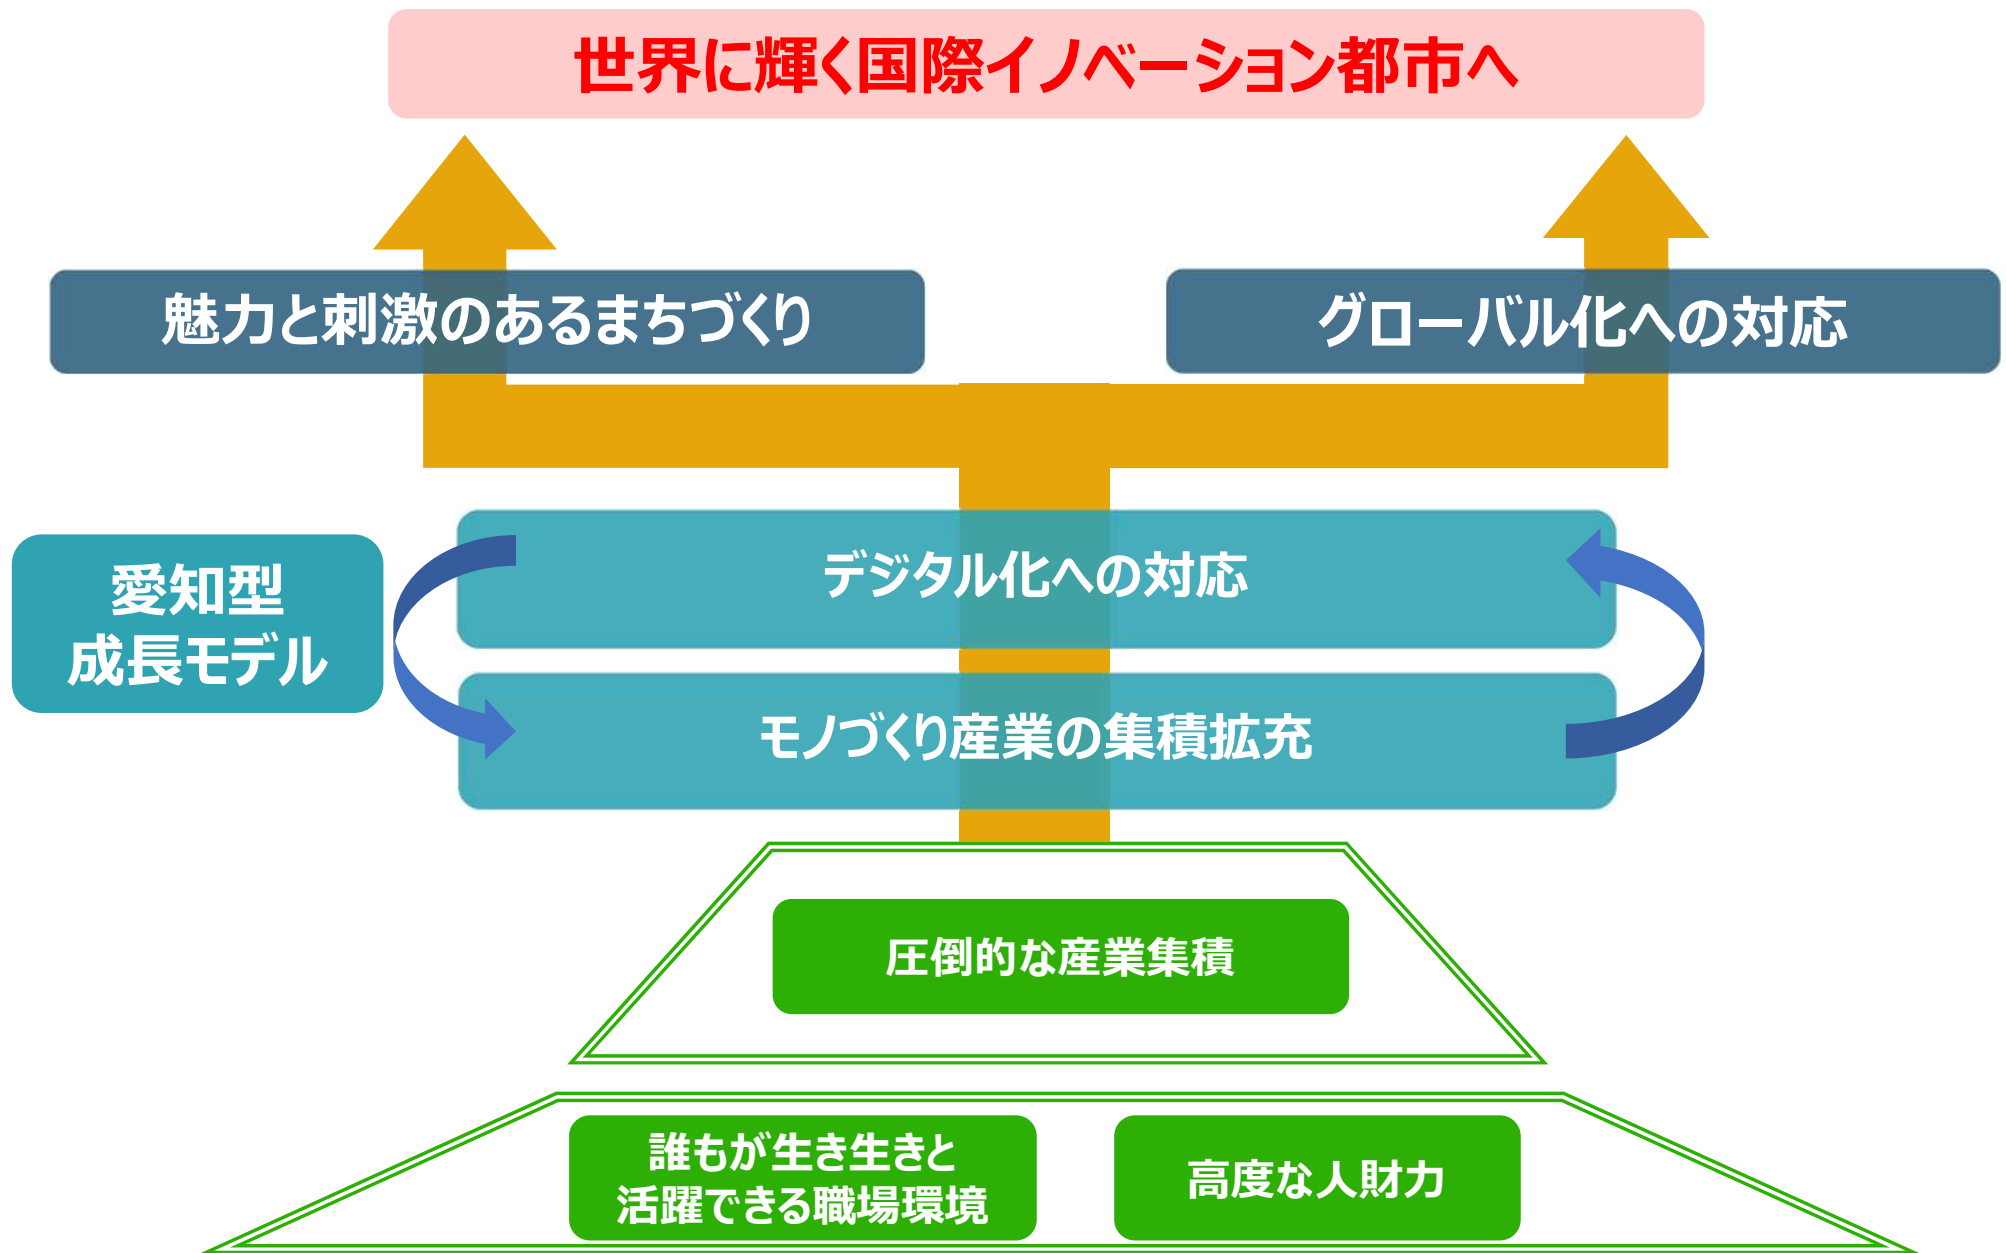 世界に輝く国際イノベーション都市へ
魅力と刺激のあるまちづくり
グローバル化への対応
愛知型
成長モデル
デジタル化への対応
モノづくり産業の集積拡充
圧倒的な産業集積
誰もが生き生きと
活躍できる職場環境
高度な人財力